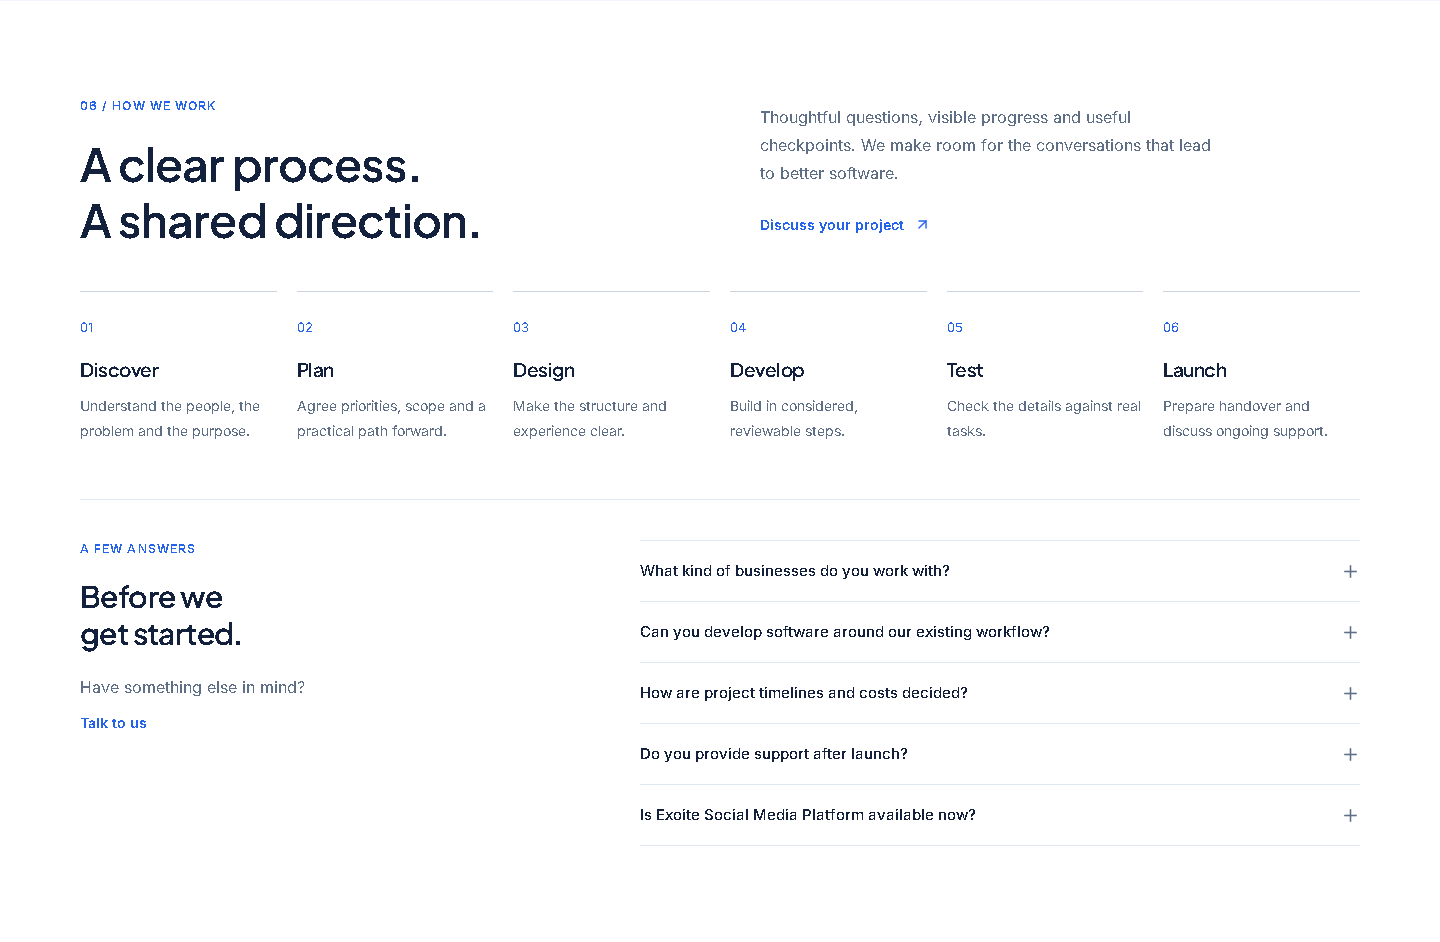 06 / HOW WE WORK
A clear process.
A shared direction.
Thoughtful questions, visible progress and useful
checkpoints. We make room for the conversations that lead
to better software.
Discuss your project
01
Discover
Understand the people, the
problem and the purpose.
02
Plan
Agree priorities, scope and a
practical path forward.
03
Design
Make the structure and
experience clear.
04
Develop
Build in considered,
reviewable steps.
05
Test
Check the details against real
tasks.
06
Launch
Prepare handover and
discuss ongoing support.
A FEW ANSWERS
Before we
get started.
Have something else in mind?
Talk to us
What kind of businesses do you work with?
Can you develop software around our existing workflow?
How are project timelines and costs decided?
Do you provide support after launch?
Is Exoite Social Media Platform available now?